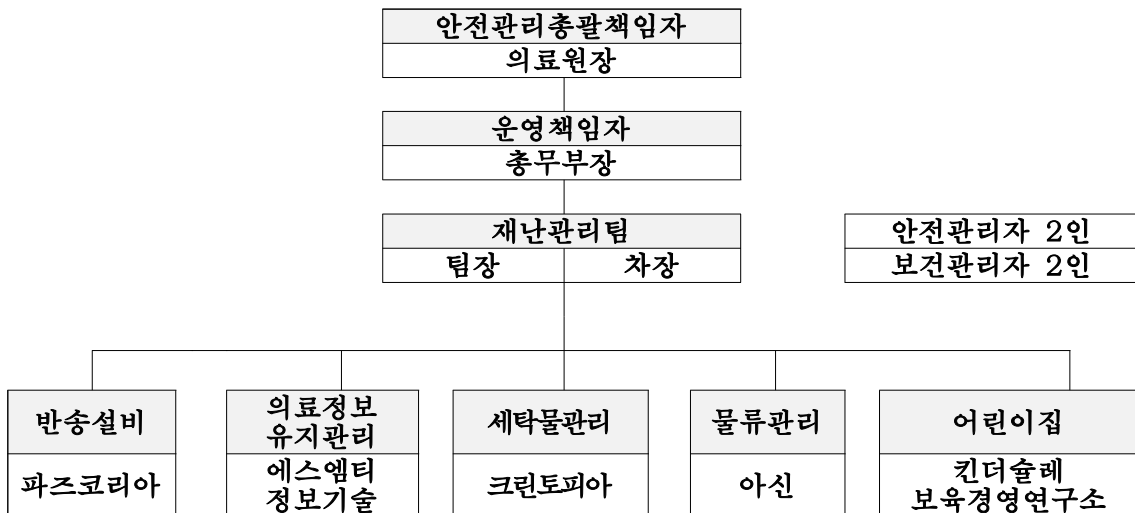 안전관리총괄책임자
의료원장
운영책임자
총무부장
재난관리팀
팀장 차장
안전관리자 2인
보건관리자 2인
반송설비
파즈코리아
의료정보
유지관리
에스엠티
정보기술
세탁물관리
크린토피아
물류관리
아신
어린이집
킨더슐레
보육경영연구소